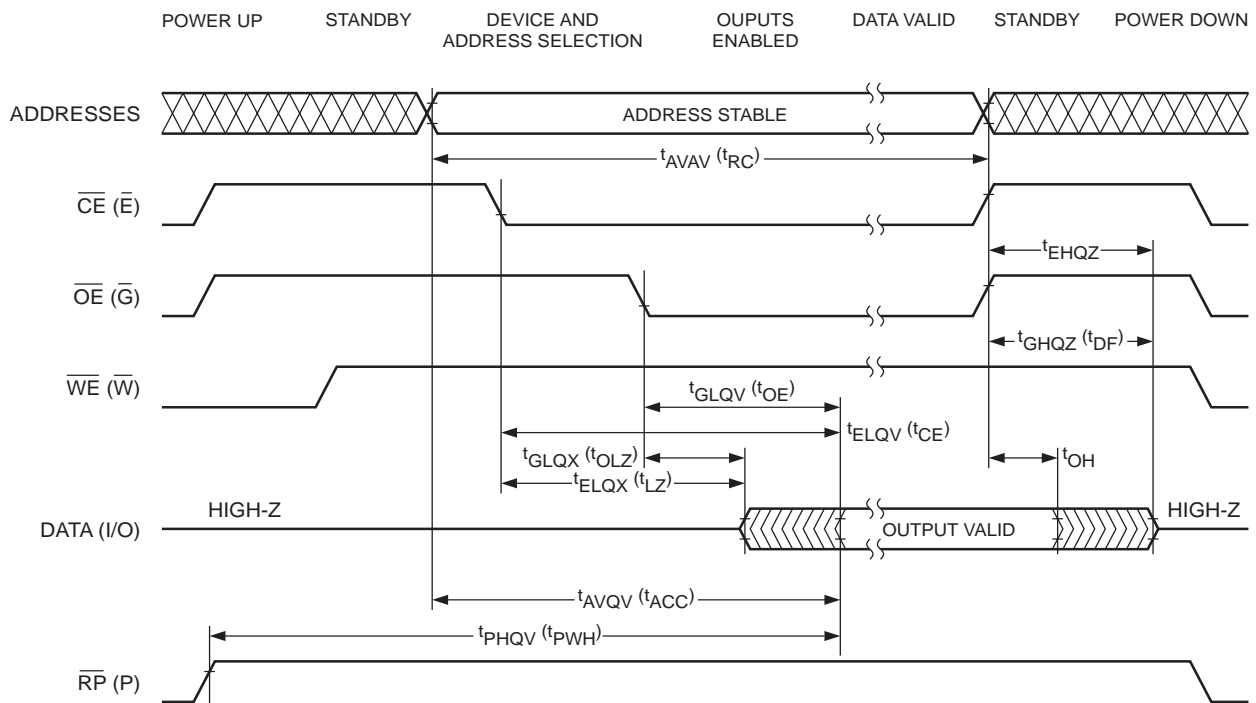 POWER UP STANDBY DEVICE AND ADDRESS SELECTION OUPUTS ENABLED DATA VALID STANDBY POWER DOWN
ADDRESSES
ADDRESS STABLE
tAVAV (tRC)
CE (E)
tEHQZ
OE (G)
tGHQZ (tDF)
WE (W)
tGLQV (tOE)
tELQV (tCE)
tGLQX (tOLZ)
tOH
tELQX (tLZ)
HIGH-Z
HIGH-Z
DATA (I/O)
OUTPUT VALID
tAVQV (tACC)
tPHQV (tPWH)
RP (P)